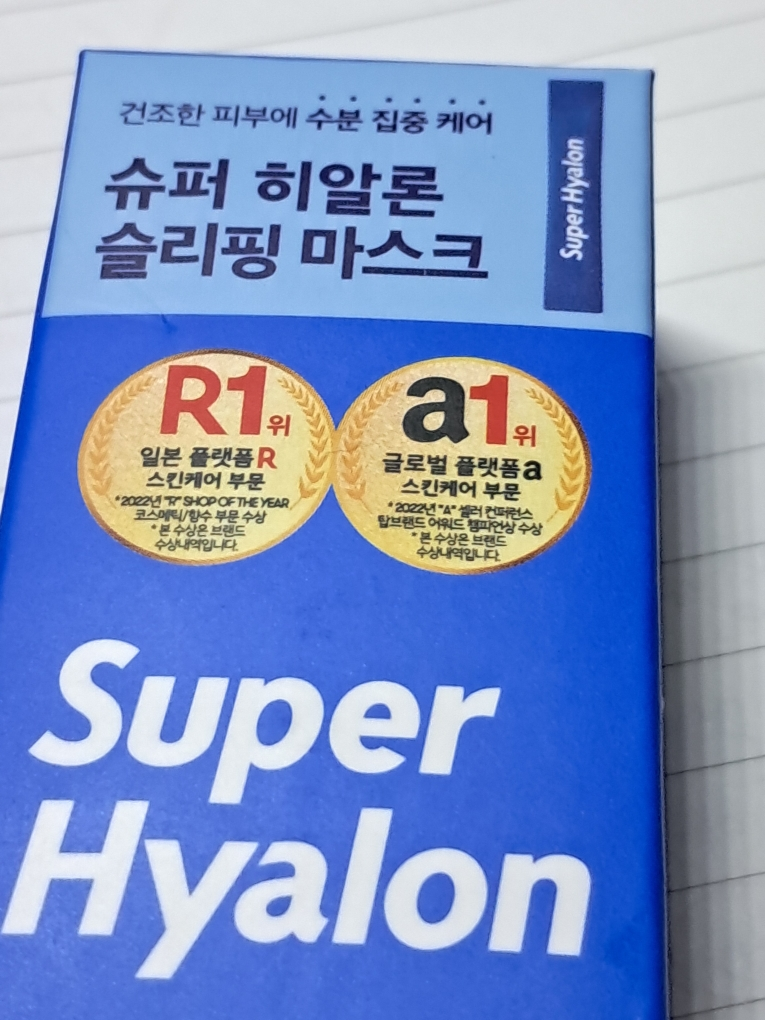 건조한 피부에 수분 집중 케어
슈퍼 히알론
슬리핑 마스크
Super Hyalon
R1위
일본 플랫폼R
스킨케어 부문
*2022년 "R" SHOP OF THE YEAR
코스메틱/향수 부문 수상
* 본 수상은 브랜드
수상내역입니다.
a1위
글로벌 플랫폼a
스킨케어 부문
*2022년 "A" 셀러 컨퍼런스
탑브랜드 어워드 챔피언상 수상
* 본 수상은 브랜드
수상내역입니다.
Super
Hyalon